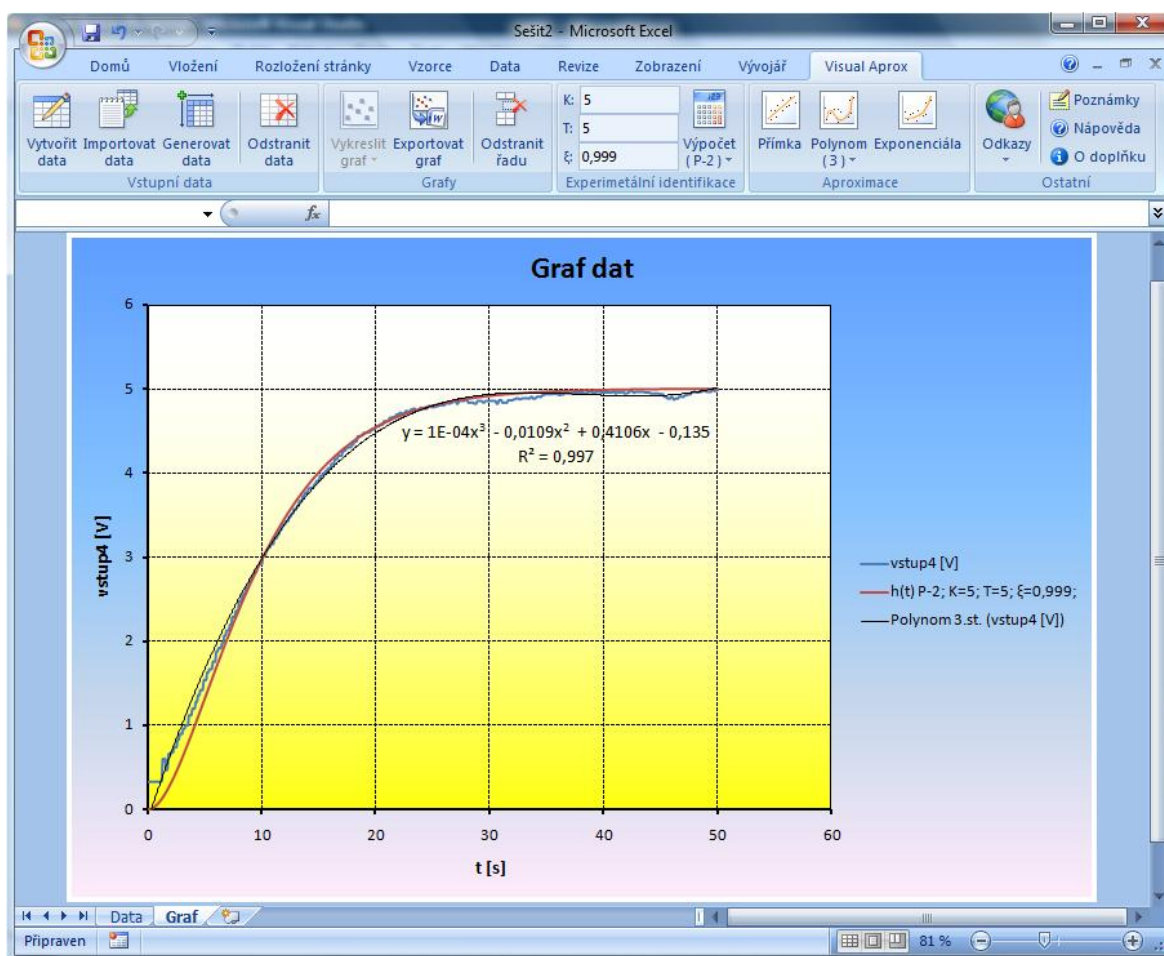 Sešit2 - Microsoft Excel
Domů Vložení Rozložení stránky Vzorce Data Revize Zobrazení Vývojář Visual Aprox
Vytvořit data
Importovat data
Generovat data
Odstranit data
Vykreslit graf
Exportovat graf
Odstranit řadu
K: 5
T: 5
ξ: 0,999
Výpočet (P-2)
Přímka
Polynom (3)
Exponenciála
Odkazy
Poznámky
Nápověda
O doplňku
Vstupní data Grafy Experimetální identifikace Aproximace Ostatní
fx
Graf dat
6
5
4
3
2
1
0
vstup4 [V]
y = 1E-04x³ - 0,0109x² + 0,4106x - 0,135
R² = 0,997
vstup4 [V]
h(t) P-2; K=5; T=5; ξ=0,999;
Polynom 3.st. (vstup4 [V])
0 10 20 30 40 50 60
t [s]
Data Graf
Připraven 81 %